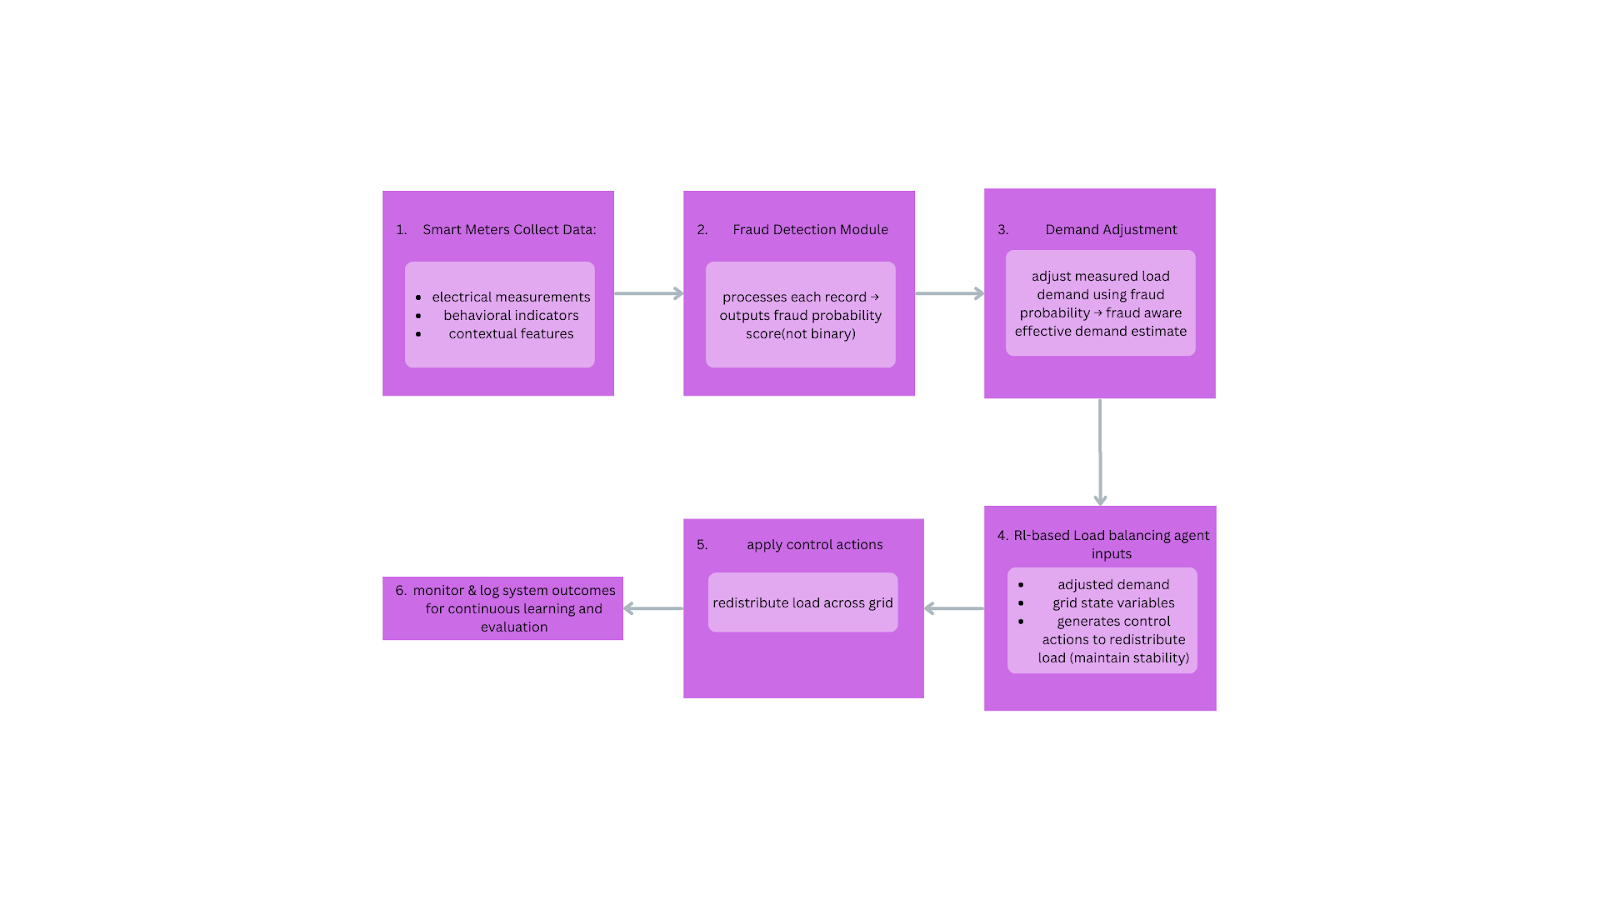 1. Smart Meters Collect Data:
• electrical measurements
• behavioral indicators
• contextual features
2. Fraud Detection Module
processes each record →
outputs fraud probability
score(not binary)
3. Demand Adjustment
adjust measured load
demand using fraud
probability → fraud aware
effective demand estimate
4. Rl-based Load balancing agent
inputs
• adjusted demand
• grid state variables
• generates control
actions to redistribute
load (maintain stability)
5. apply control actions
redistribute load across grid
6. monitor & log system outcomes
for continuous learning and
evaluation